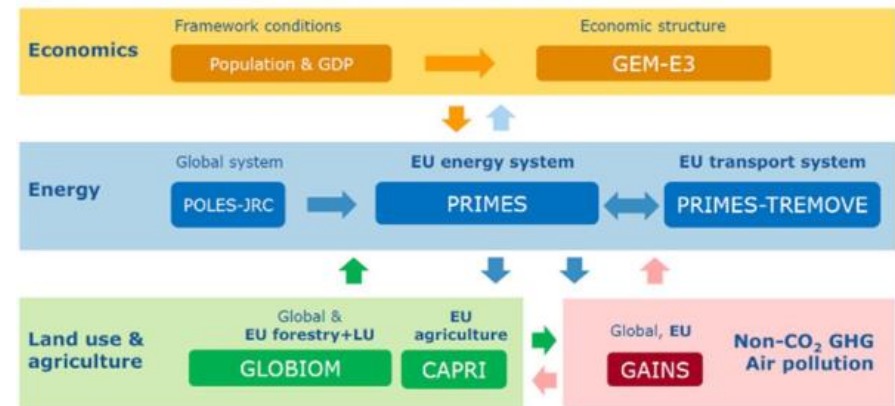 Economics
Framework conditions
Population & GDP
Economic structure
GEM-E3
Energy
Global system
POLES-JRC
EU energy system
PRIMES
EU transport system
PRIMES-TREMOVE
Land use &
agriculture
Global &
EU forestry+LU
GLOBIOM
EU
agriculture
CAPRI
Global, EU
GAINS
Non-CO₂ GHG
Air pollution